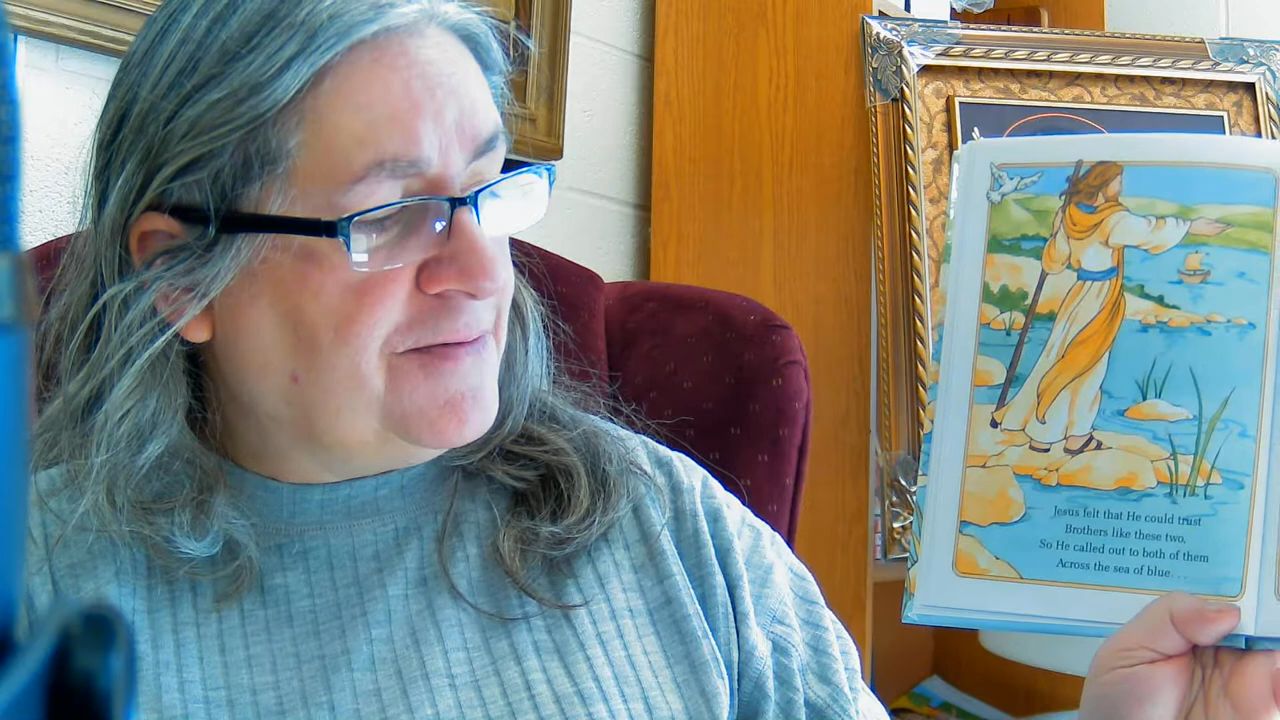 Jesus felt that He could trust
Brothers like these two,
So He called out to both of them
Across the sea of blue. . .